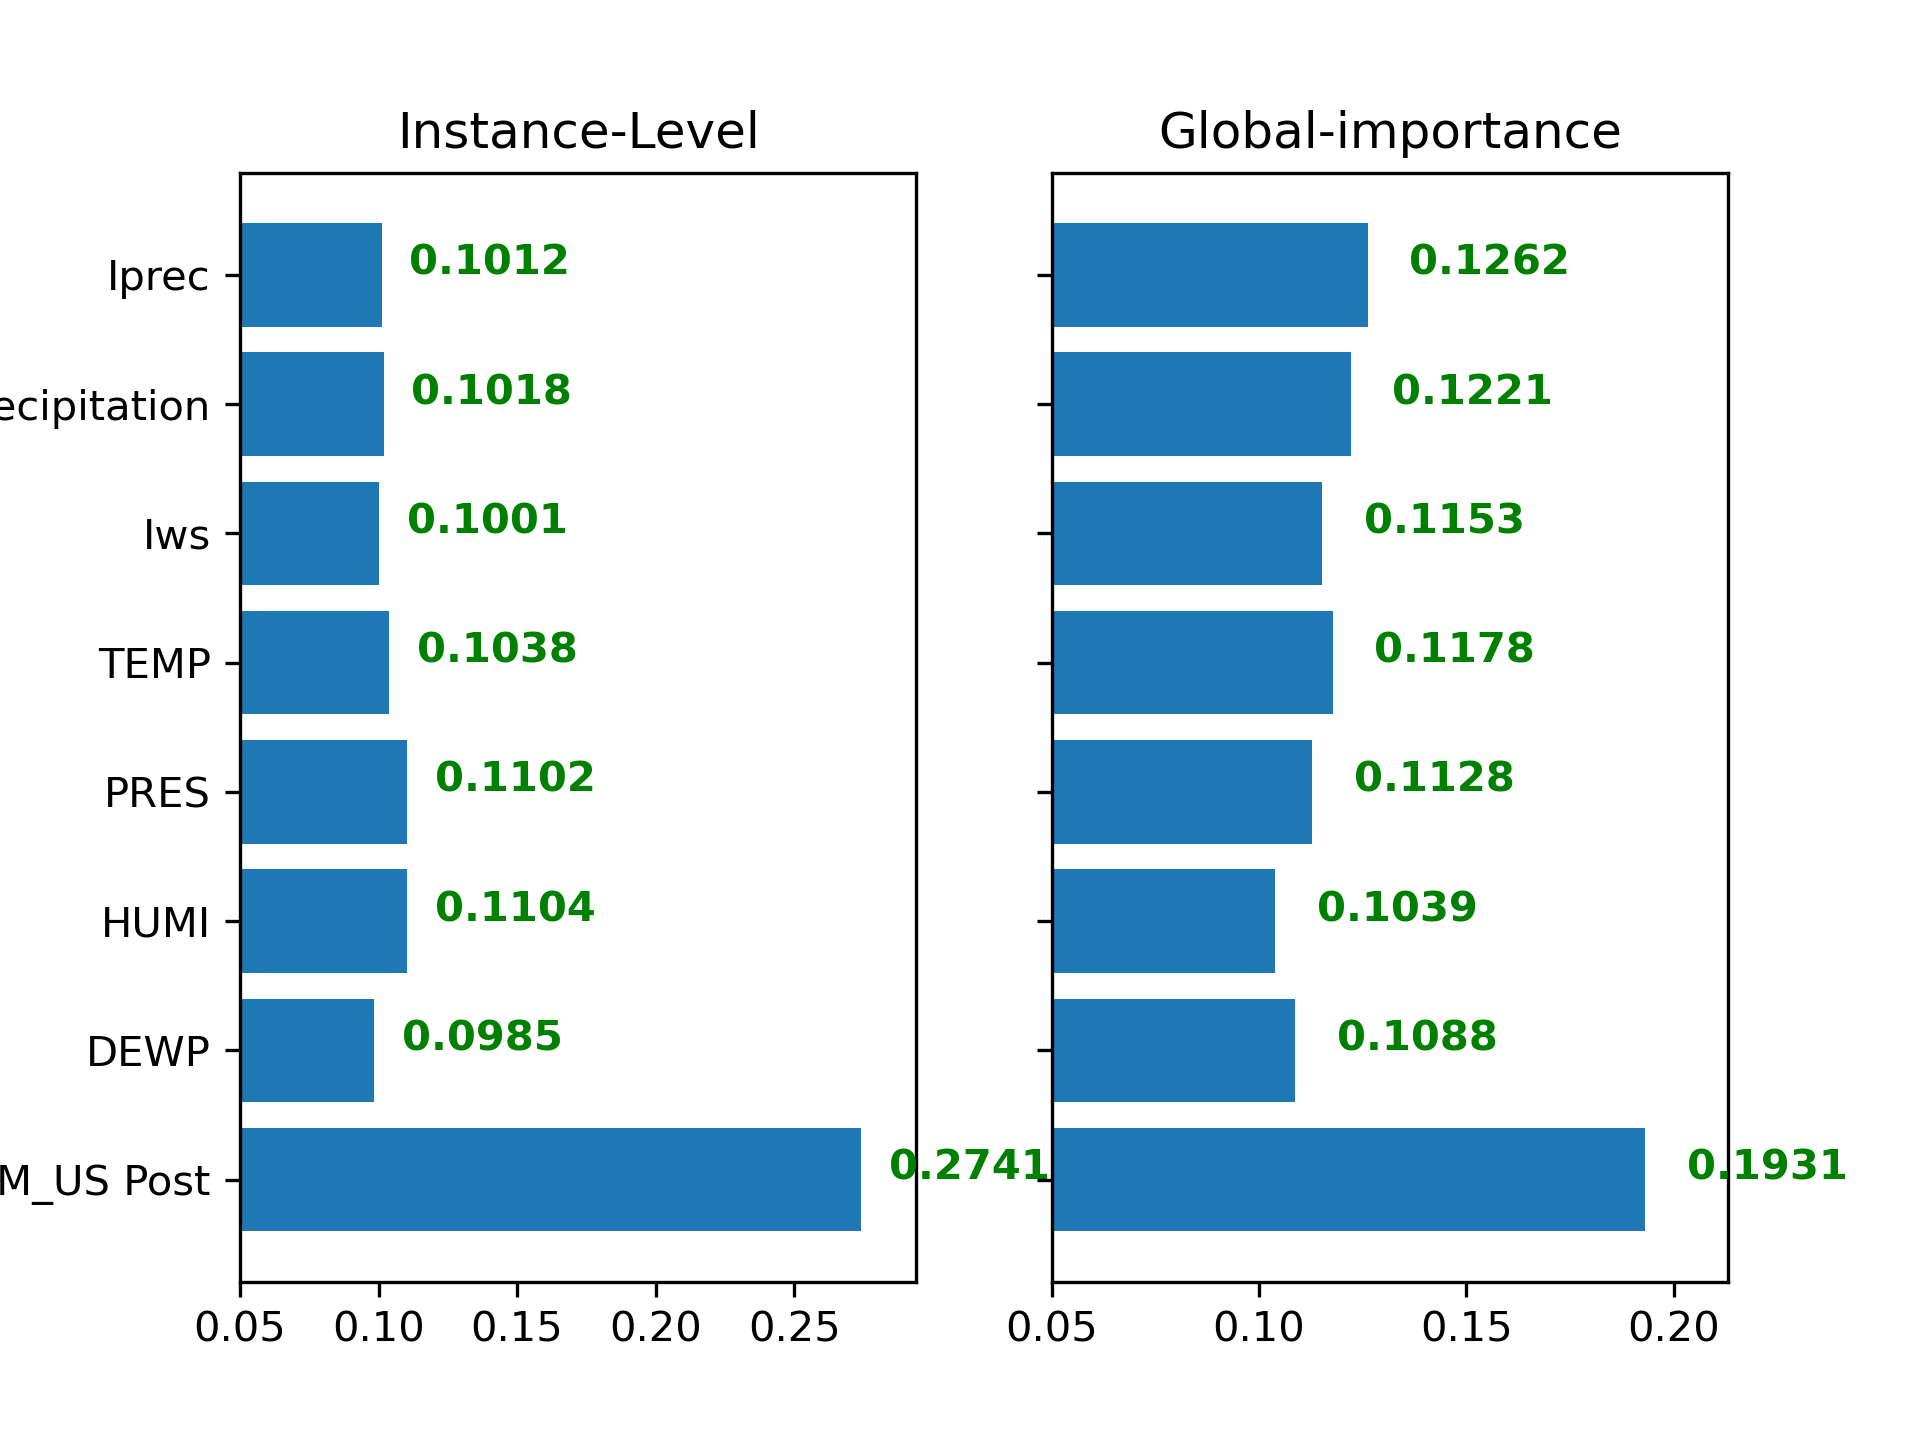 Instance-Level Global-importance
Iprec 0.1012 0.1262
ecipitation 0.1018 0.1221
Iws 0.1001 0.1153
TEMP 0.1038 0.1178
PRES 0.1102 0.1128
HUMI 0.1104 0.1039
DEWP 0.0985 0.1088
M_US Post 0.2741 0.1931
0.05 0.10 0.15 0.20 0.25 0.05 0.10 0.15 0.20